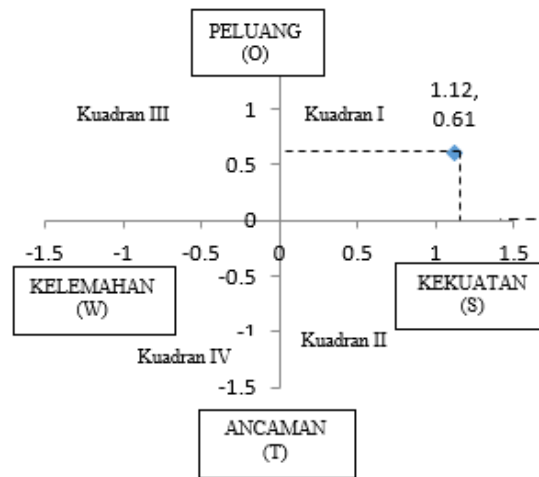 PELUANG
(O)
Kuadran III
1
Kuadran I
1.12,
0.61
0.5
0
-1.5
-1
-0.5
0
0.5
1
1.5
-0.5
KELEMAHAN
(W)
KEKUATAN
(S)
-1
Kuadran IV
Kuadran II
-1.5
ANCAMAN
(T)